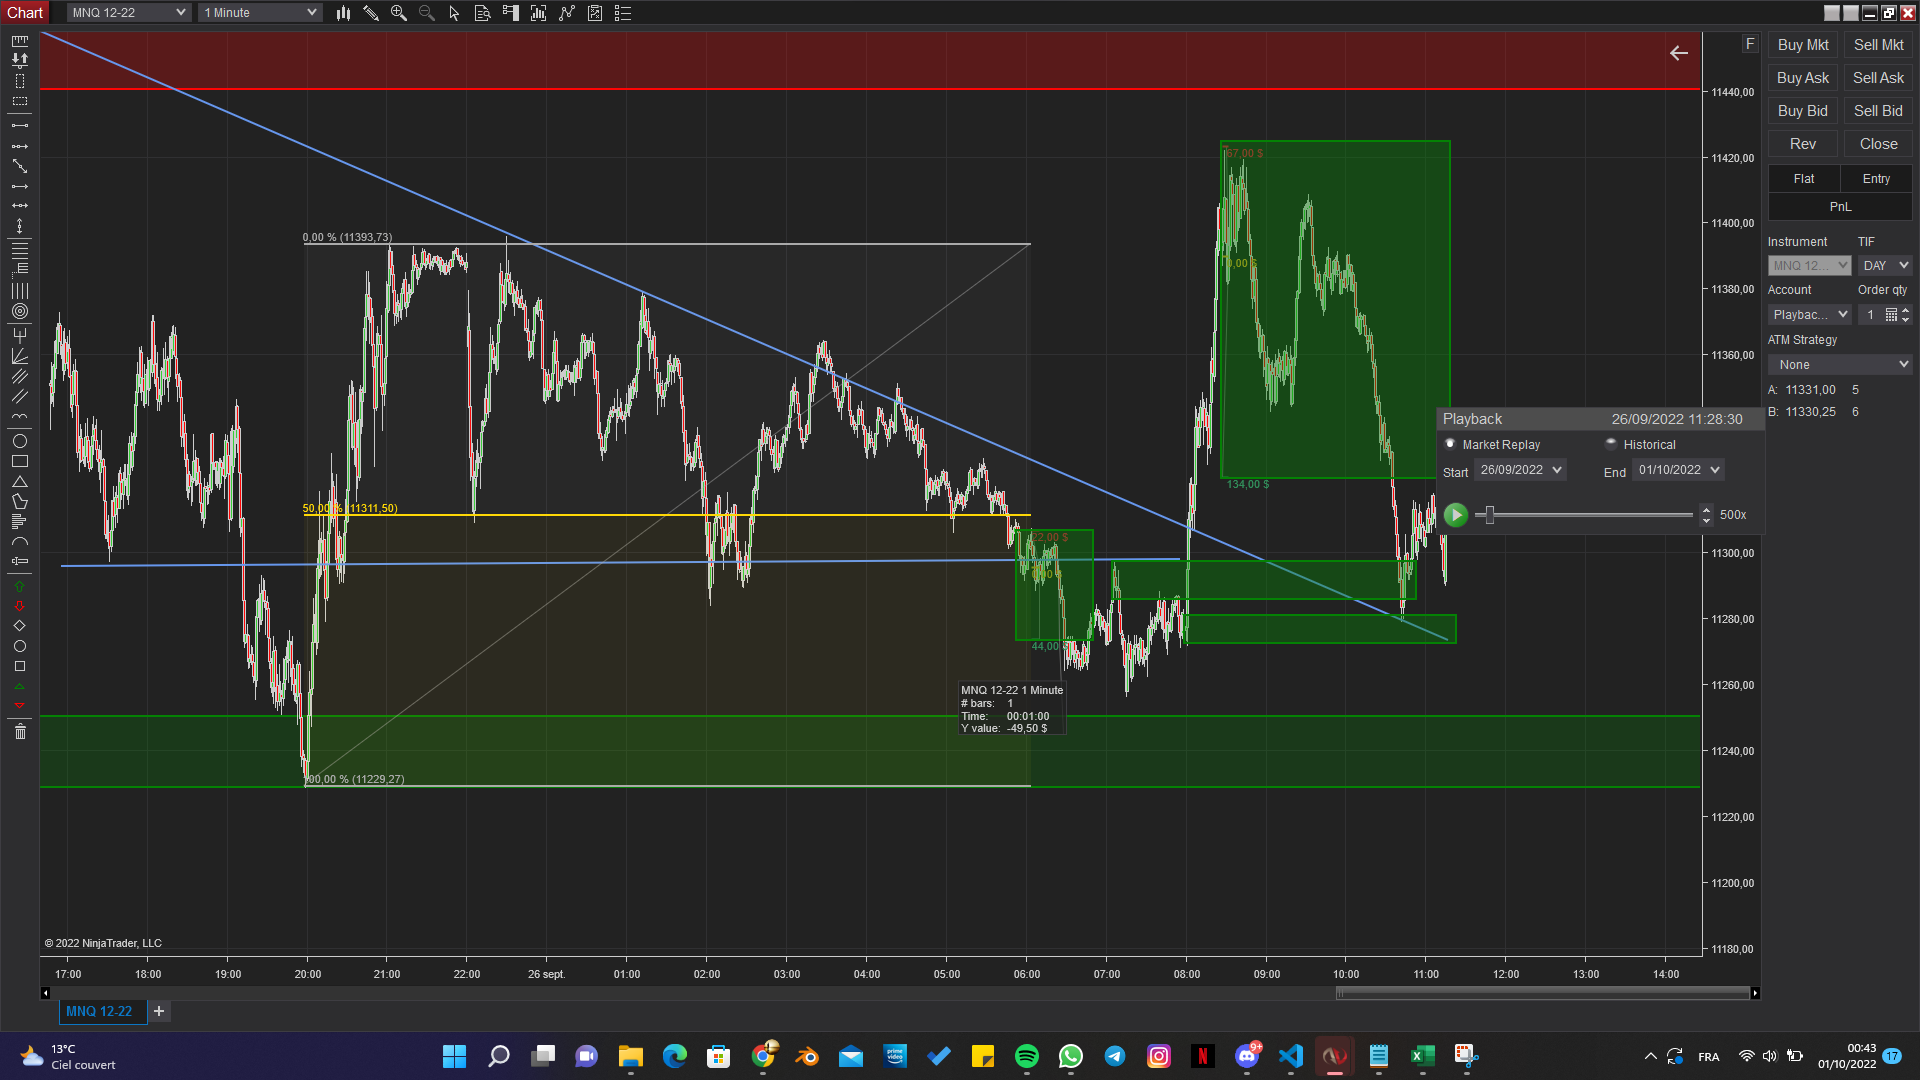 Chart
MNQ 12-22
1 Minute
F
Buy Mkt
Sell Mkt
Buy Ask
Sell Ask
Buy Bid
Sell Bid
Rev
Close
Flat
Entry
PnL
Instrument
TIF
MNQ 12...
DAY
Account
Order qty
Playbac...
1
ATM Strategy
None
A: 11331,00 5
B: 11330,25 6
11440,00
11420,00
11400,00
11380,00
11360,00
11300,00
11280,00
11260,00
11240,00
11220,00
11200,00
11180,00
0,00 % (11393,73)
50,00 % (11311,50)
00,00 % (11229,27)
67,00 $
0,00 $
134,00 $
22,00 $
44,00
MNQ 12-22 1 Minute
# bars: 1
Time: 00:01:00
Y value: -49,50 $
Playback
26/09/2022 11:28:30
Market Replay
Historical
Start 26/09/2022
End 01/10/2022
500x
© 2022 NinjaTrader, LLC
17:00
18:00
19:00
20:00
21:00
22:00
26 sept.
01:00
02:00
03:00
04:00
05:00
06:00
07:00
08:00
09:00
10:00
11:00
12:00
13:00
14:00
MNQ 12-22
+
13°C
Ciel couvert
prime video
N
9+
FRA
00:43
01/10/2022
17